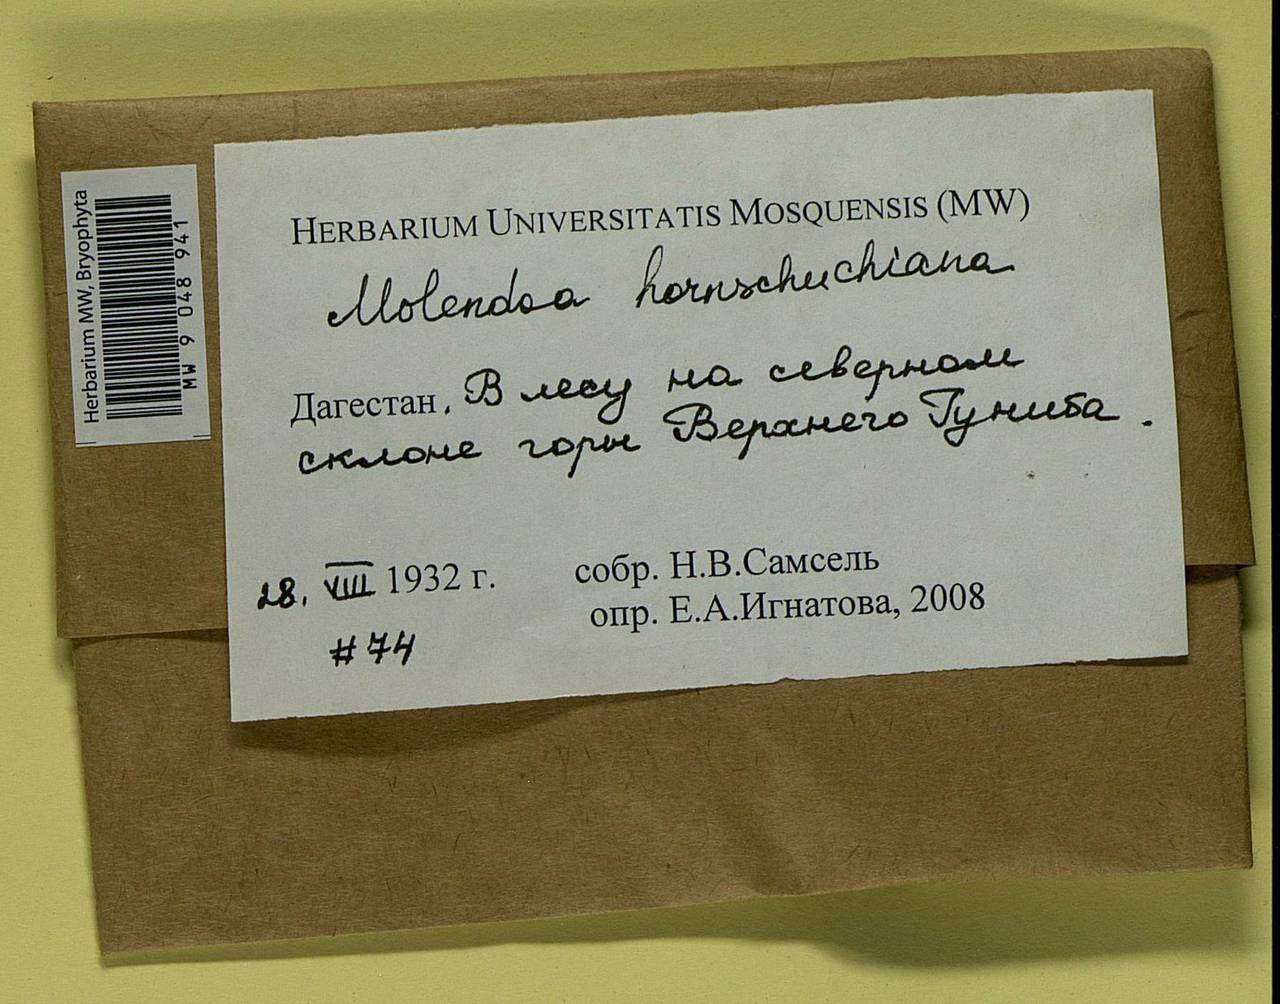 Herbarium MW, Bryophyta
MW 9 048 941
HERBARIUM UNIVERSITATIS MOSQUENSIS (MW)
Molendoa hornschuchiana
Дагестан. В лесу на северном
склоне горы Верхнего Гуниба.
28. VIII 1932 г.
#74
собр. Н.В.Самсель
опр. Е.А.Игнатова, 2008